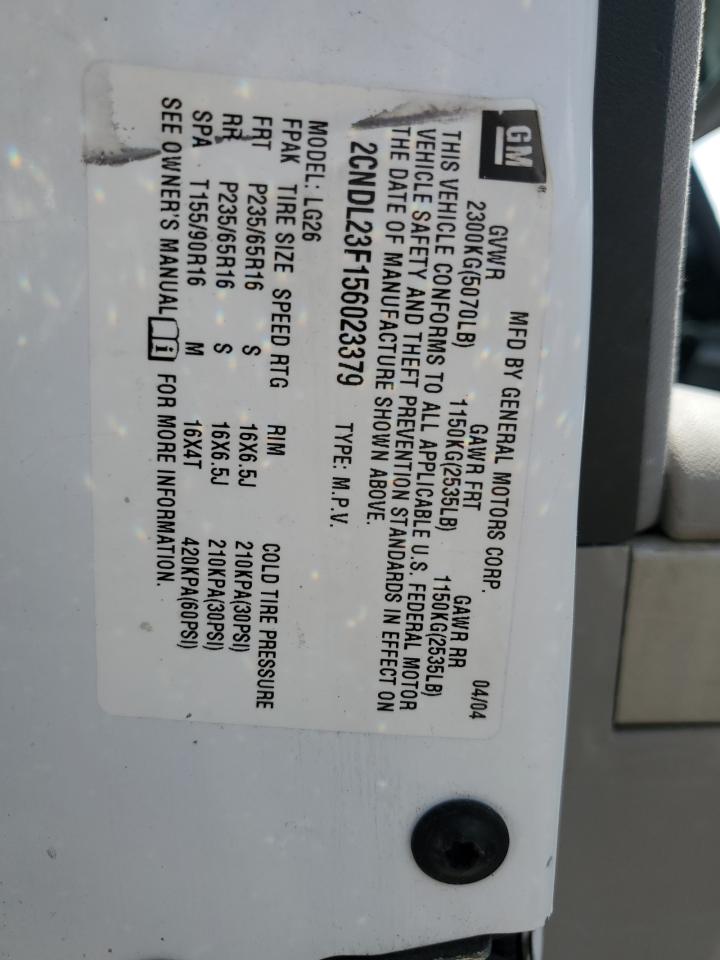 GM ®
MFD BY GENERAL MOTORS CORP. 04/04
GVWR GAWR FRT GAWR RR
2300KG(5070LB) 1150KG(2535LB) 1150KG(2535LB)
THIS VEHICLE CONFORMS TO ALL APPLICABLE U.S. FEDERAL MOTOR
VEHICLE SAFETY AND THEFT PREVENTION STANDARDS IN EFFECT ON
THE DATE OF MANUFACTURE SHOWN ABOVE.
2CNDL23F156023379 TYPE: M.P.V.
MODEL: LG26
FPAK TIRE SIZE SPEED RTG RIM COLD TIRE PRESSURE
FRT P235/65R16 S 16X6.5J 210KPA(30PSI)
RR P235/65R16 S 16X6.5J 210KPA(30PSI)
SPA T155/90R16 M 16X4T 420KPA(60PSI)
SEE OWNER'S MANUAL i FOR MORE INFORMATION.